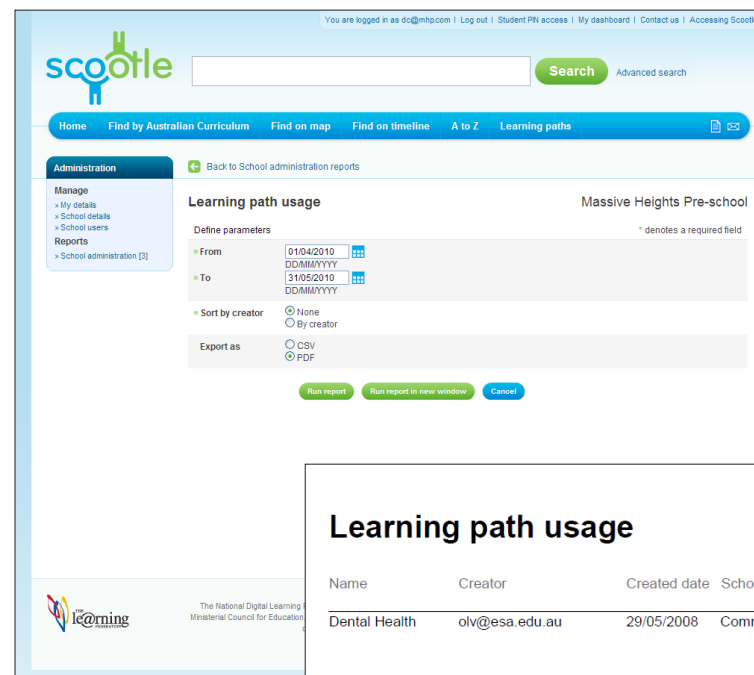 You are logged in as dc@mhp.com | Log out | Student PIN access | My dashboard | Contact us | Accessing Scootle
scootle
Search
Advanced search
Home Find by Australian Curriculum Find on map Find on timeline A to Z Learning paths
Administration
Back to School administration reports
Manage
» My details
» School details
» School users
Reports
» School administration [3]
Learning path usage
Massive Heights Pre-school
Define parameters
* denotes a required field
* From
01/04/2010
DD/MM/YYYY
* To
31/05/2010
DD/MM/YYYY
* Sort by creator
None
By creator
Export as
CSV
PDF
Run report Run report in new window Cancel
Learning path usage
Name Creator Created date
Dental Health olv@esa.edu.au 29/05/2008
THE le@rning FEDERATION
The National Digital Learning
Ministerial Council for Education,